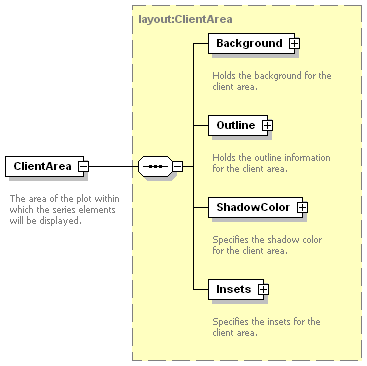 layout:ClientArea
Background
Holds the background for the
client area.
Outline
Holds the outline information
for the client area.
ClientArea
The area of the plot within
which the series elements
will be displayed.
ShadowColor
Specifies the shadow color
for the client area.
Insets
Specifies the insets for the
client area.